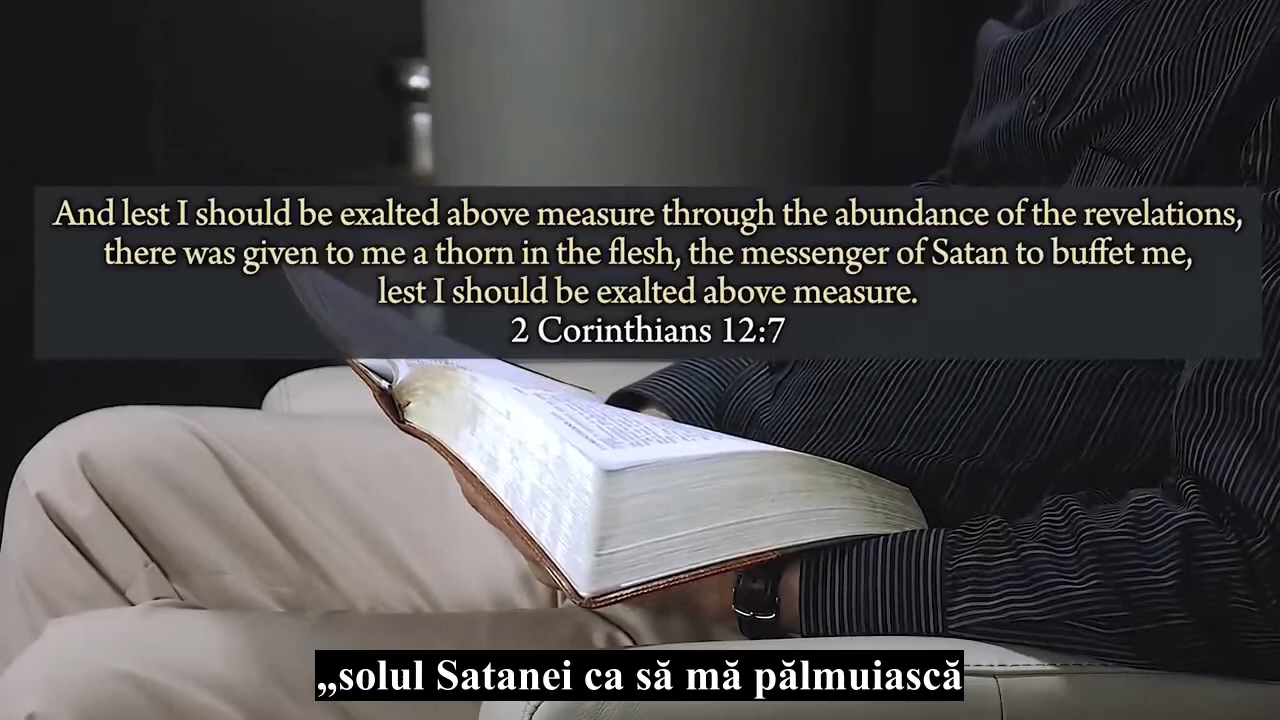 And lest I should be exalted above measure through the abundance of the revelations,
there was given to me a thorn in the flesh, the messenger of Satan to buffet me,
lest I should be exalted above measure.
2 Corinthians 12:7
„solul Satanei ca să mă pălmuiască